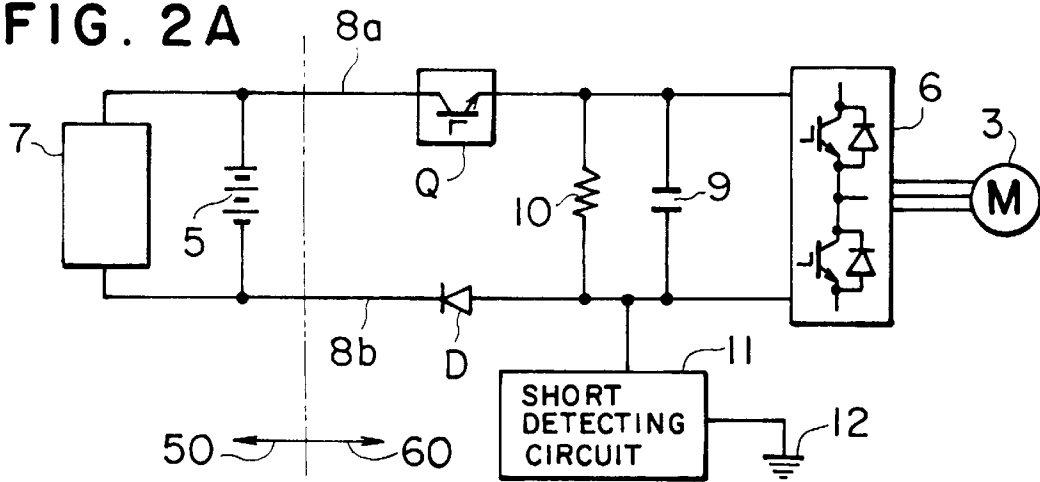 FIG. 2A
8a
7
5
Q
10
9
6
3
M
8b
D
11
SHORT
DETECTING
CIRCUIT
12
50
60